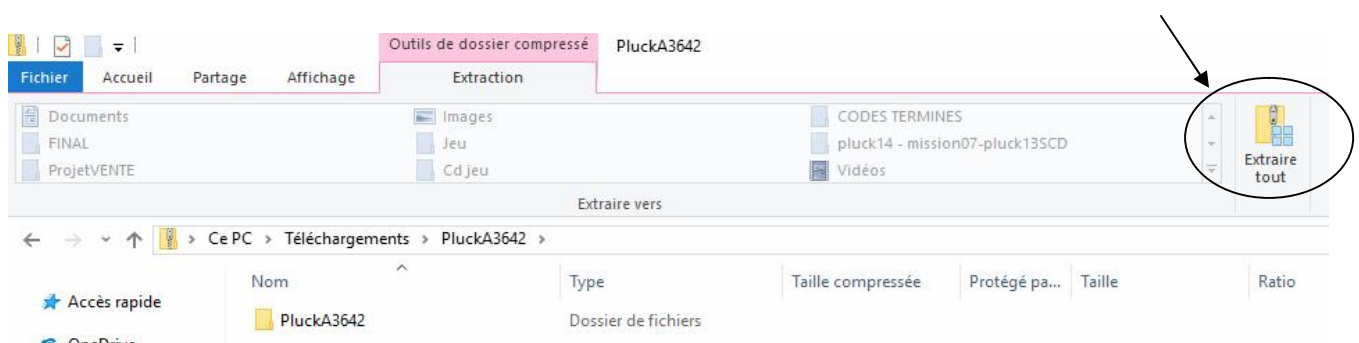 Outils de dossier compressé PluckA3642
Fichier Accueil Partage Affichage Extraction
Documents Images CODES TERMINES
FINAL Jeu pluck14 - mission07-pluck13SCD
ProjetVENTE Cd jeu Vidéos
Extraire
tout
Extraire vers
Ce PC > Téléchargements > PluckA3642 >
Nom Type Taille compressée Protégé pa... Taille Ratio
Accès rapide
PluckA3642 Dossier de fichiers